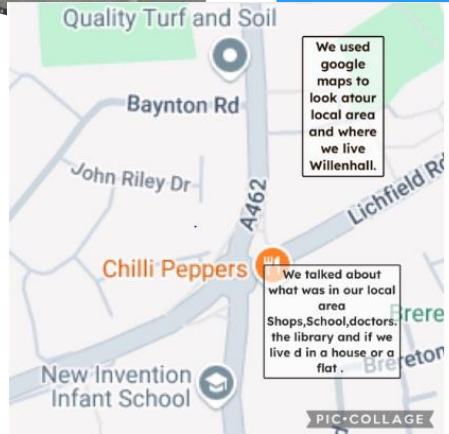 Quality Turf and Soil
We used
google
maps to
look atour
local area
and where
we live
Willenhall.
Baynton Rd
John Riley Dr
A462
Lichfield Rd
Chilli Peppers
We talked about
what was in our local
area
Shops,School,doctors.
the library and if we
live d in a house or a
flat .
Brere
Brereton
New Invention
Infant School
PIC•COLLAGE